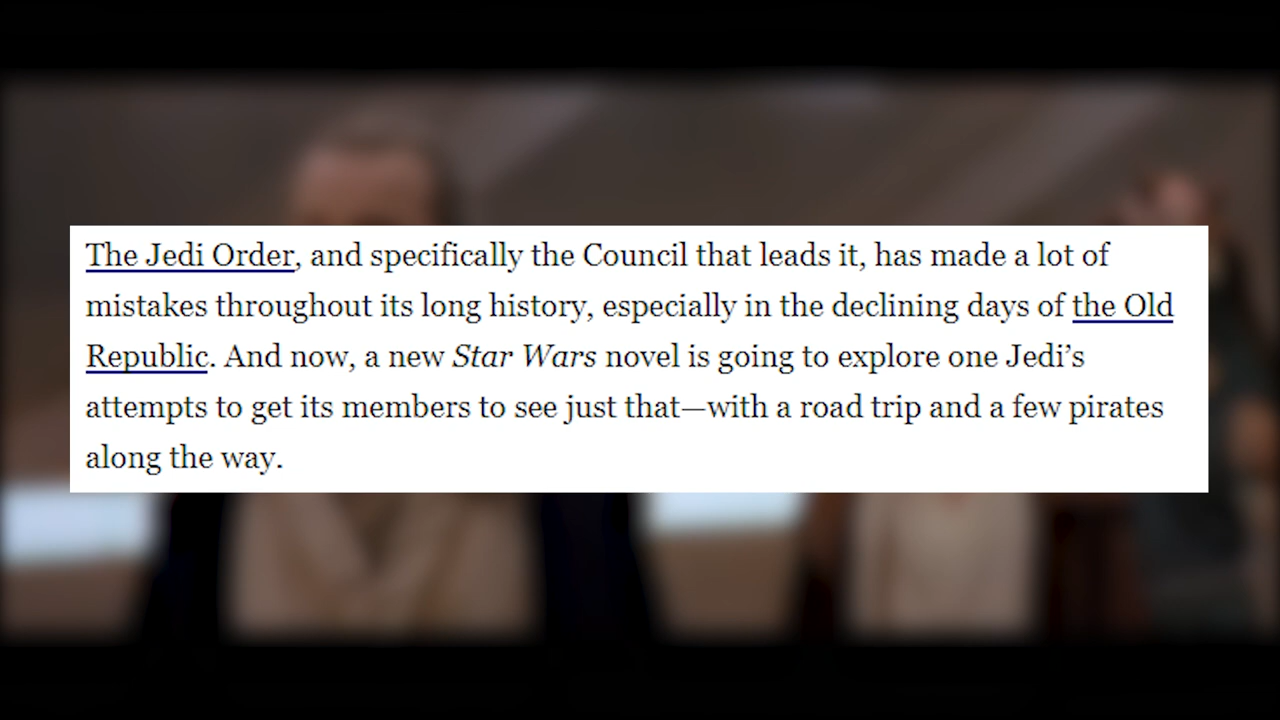 The Jedi Order, and specifically the Council that leads it, has made a lot of
mistakes throughout its long history, especially in the declining days of the Old
Republic. And now, a new Star Wars novel is going to explore one Jedi’s
attempts to get its members to see just that—with a road trip and a few pirates
along the way.